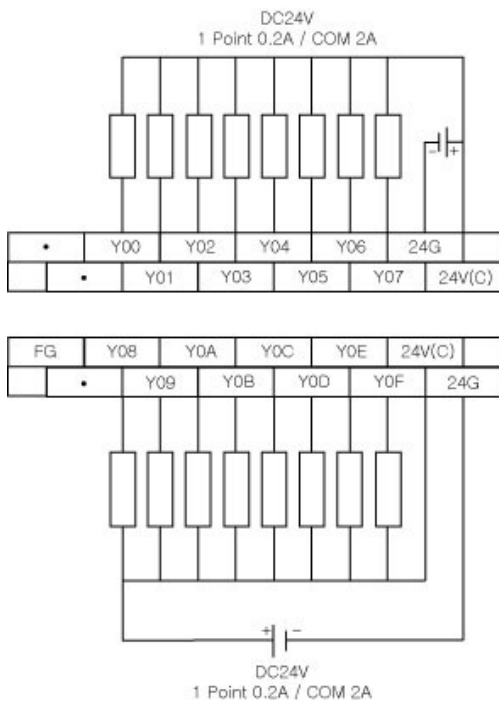 DC24V
1 Point 0.2A / COM 2A
- +
• Y00 Y02 Y04 Y06 24G
• Y01 Y03 Y05 Y07 24V(C)
FG Y08 Y0A Y0C Y0E 24V(C)
• Y09 Y0B Y0D Y0F 24G
+ -
DC24V
1 Point 0.2A / COM 2A